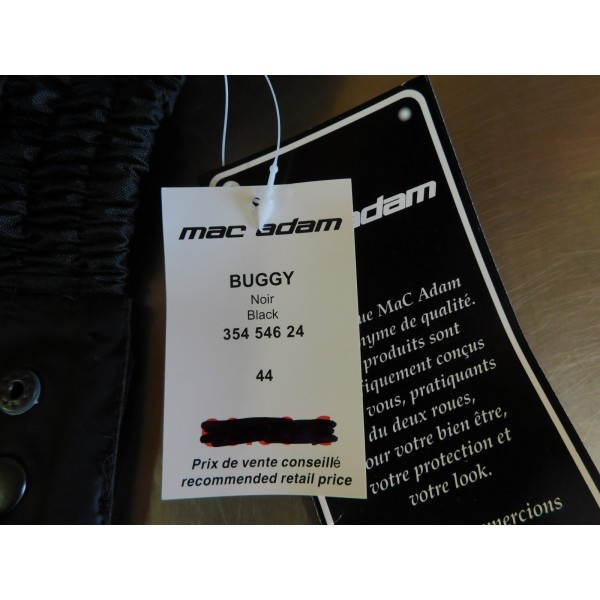 mac adam
BUGGY
Noir
Black
354 546 24
44
Prix de vente conseillé
recommended retail price
adam
ue MaC Adam
nyme de qualité.
produits sont
iquement conçus
vous, pratiquants
du deux roues,
our votre bien être,
votre protection et
votre look.
mercions